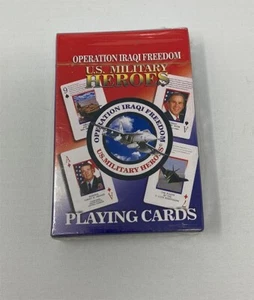 OPERATION IRAQI FREEDOM
U.S. MILITARY
HEROES
OPERATION IRAQI FREEDOM
U.S. MILITARY HEROES
PLAYING CARDS